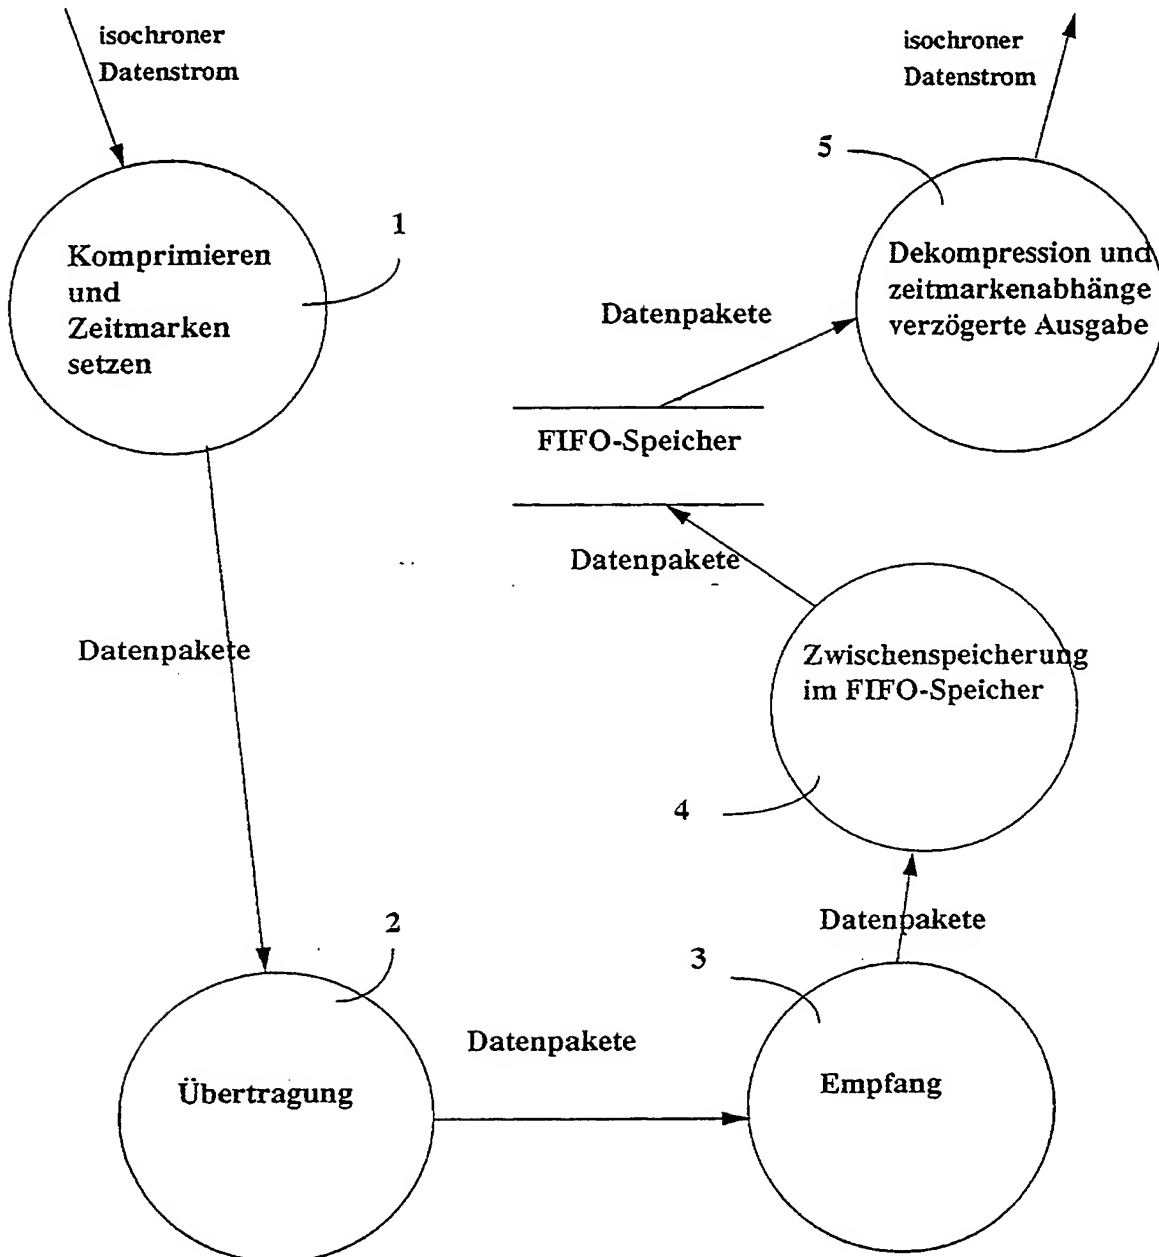 isochroner
Datenstrom
1
Komprimieren
und
Zeitmarken
setzen
Datenpakete
2
Übertragung
Datenpakete
3
Empfang
Datenpakete
4
Zwischenspeicherung
im FIFO-Speicher
Datenpakete
FIFO-Speicher
Datenpakete
5
Dekompression und
zeitmarkenabhänge
verzögerte Ausgabe
isochroner
Datenstrom